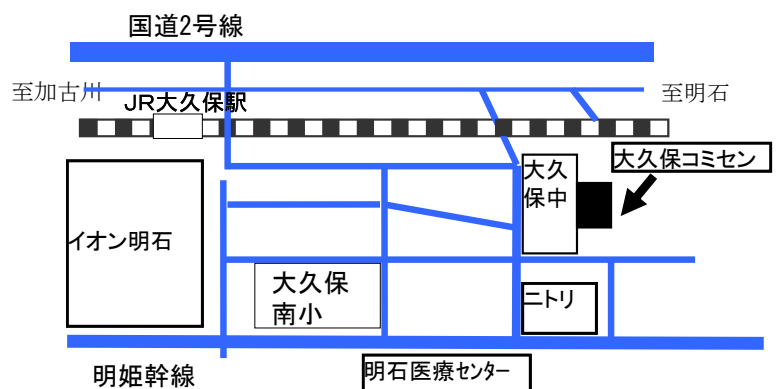 国道2号線
至加古川
JR大久保駅
至明石
大久保コミセン
大久
保中
イオン明石
大久保
南小
ニトリ
明姫幹線
明石医療センター